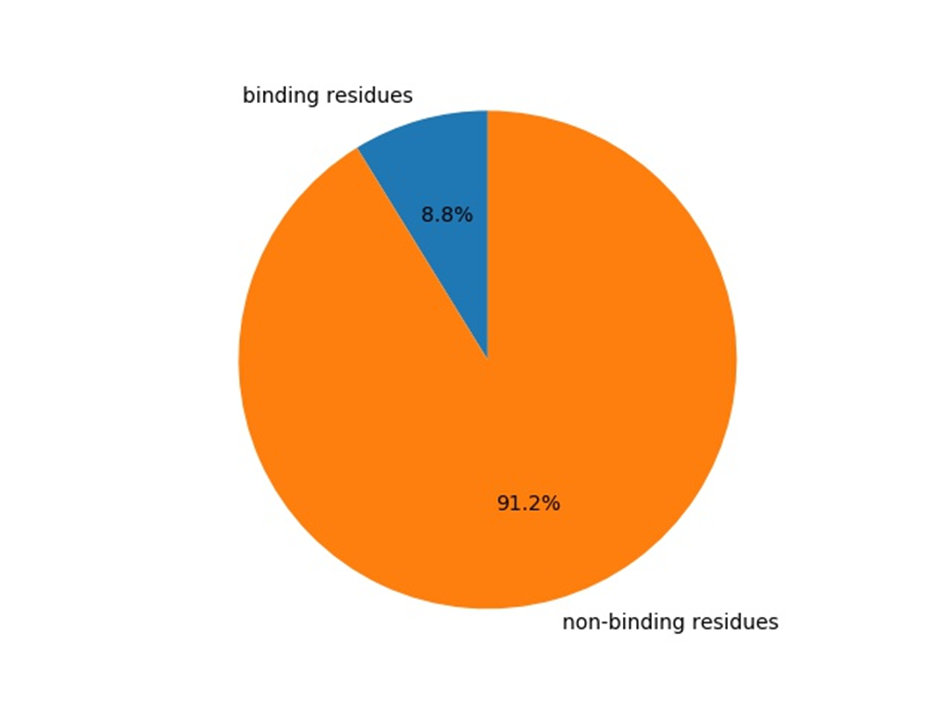 binding residues
8.8%
91.2%
non-binding residues